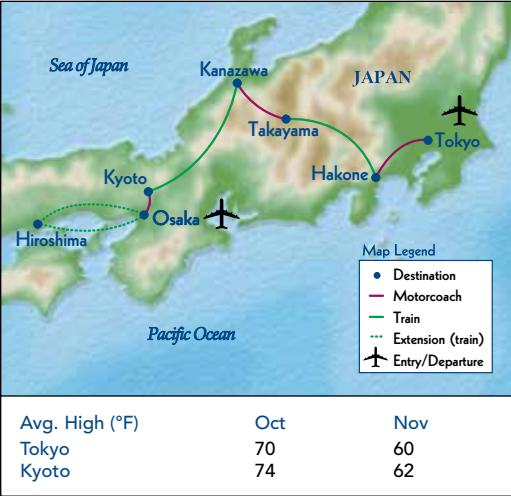 Sea of Japan
Kanazawa
JAPAN
Takayama
Tokyo
Kyoto
Hakone
Osaka
Hiroshima
Pacific Ocean
Map Legend
Destination
Motorcoach
Train
Extension (train)
Entry/Departure
Avg. High (°F) Oct Nov
Tokyo 70 60
Kyoto 74 62